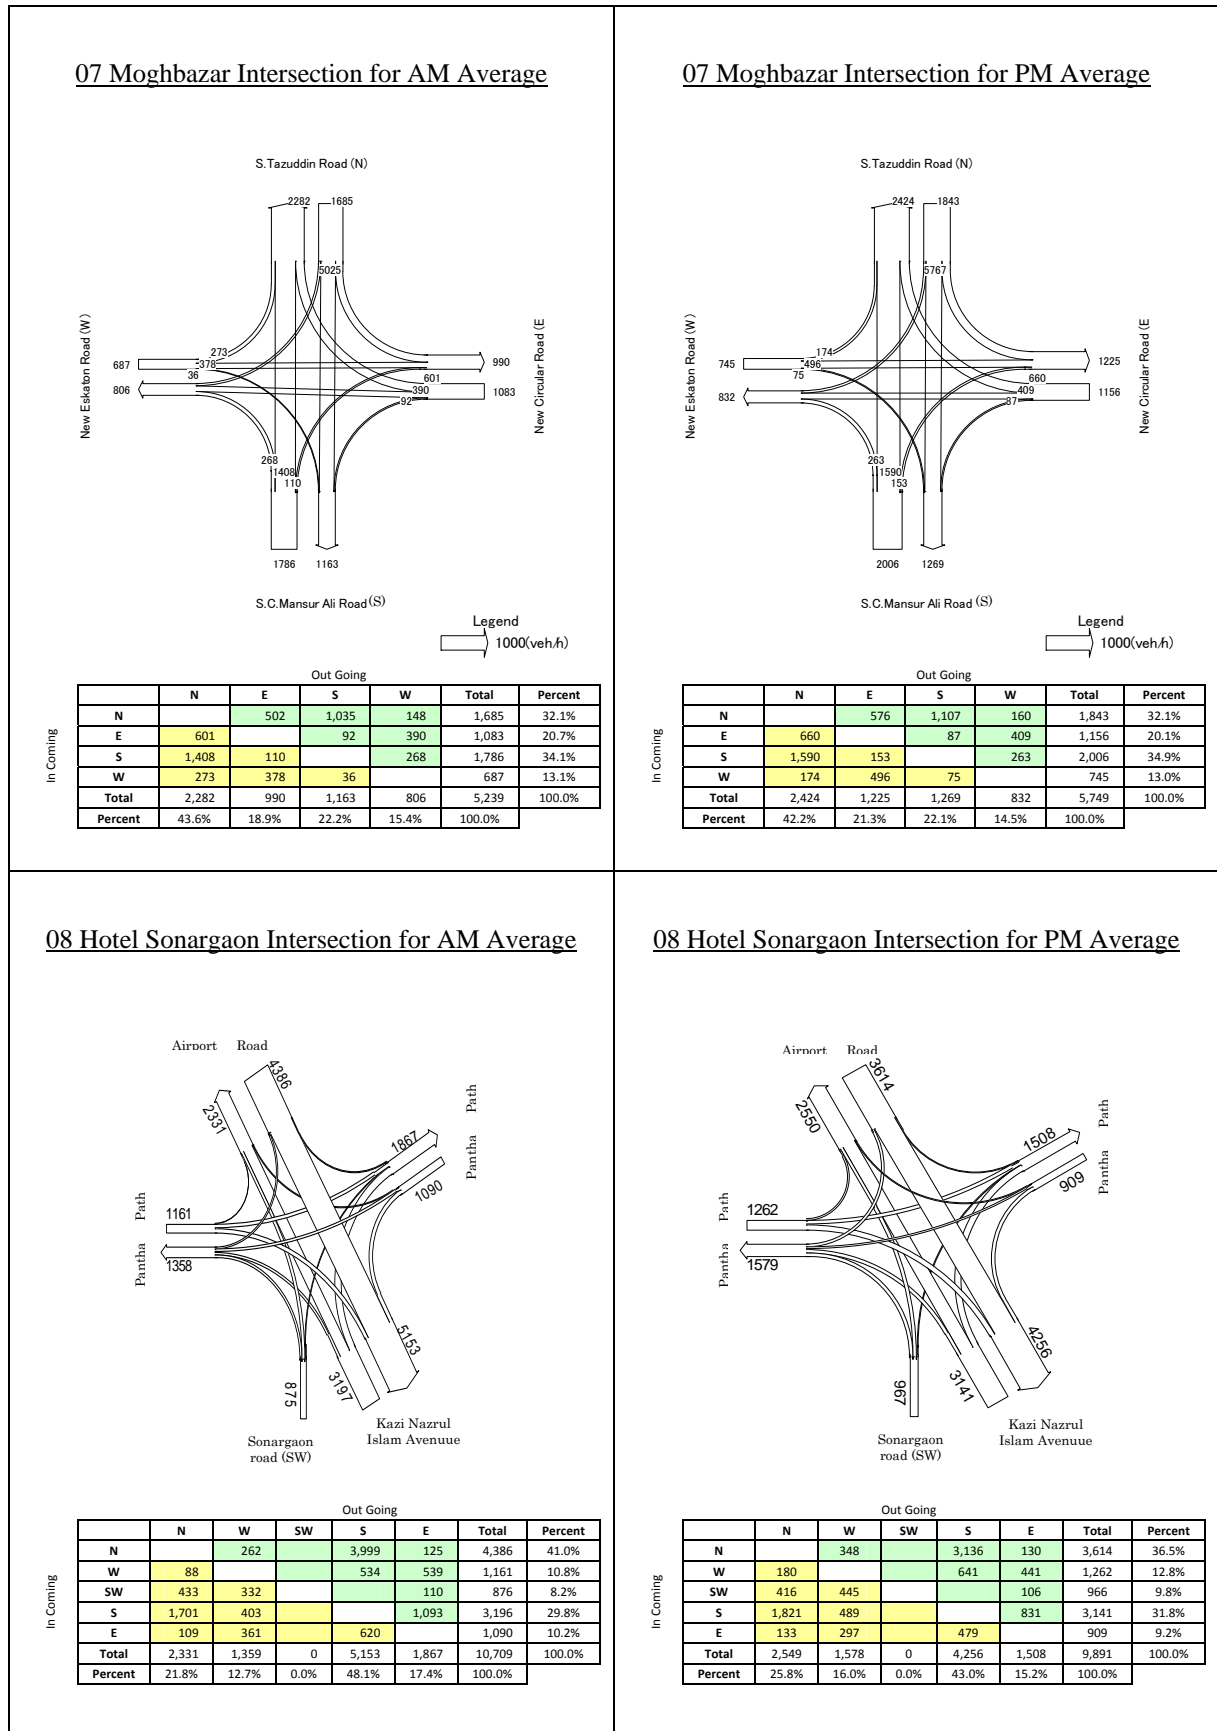 07 Moghbazar Intersection for AM Average
S.Tazuddin Road (N)
2282 1685
5025
New Eskaton Road (W)
New Circular Road (E
273
687 378 990
36
601
806 390 1083
92
268
1408
110
1786 1163
S.C.Mansur Ali Road (S)
Legend
1000(veh/h)
Out Going
In Coming
N E S W Total Percent
N 502 1,035 148 1,685 32.1%
E 601 92 390 1,083 20.7%
S 1,408 110 268 1,786 34.1%
W 273 378 36 687 13.1%
Total 2,282 990 1,163 806 5,239 100.0%
Percent 43.6% 18.9% 22.2% 15.4% 100.0%
07 Moghbazar Intersection for PM Average
S.Tazuddin Road (N)
2424 1843
5767
New Eskaton Road (W)
New Circular Road (E
174
745 496 1225
75
660
832 409 1156
87
263
1590
153
2006 1269
S.C.Mansur Ali Road (S)
Legend
1000(veh/h)
Out Going
In Coming
N E S W Total Percent
N 576 1,107 160 1,843 32.1%
E 660 87 409 1,156 20.1%
S 1,590 153 263 2,006 34.9%
W 174 496 75 745 13.0%
Total 2,424 1,225 1,269 832 5,749 100.0%
Percent 42.2% 21.3% 22.1% 14.5% 100.0%
08 Hotel Sonargaon Intersection for AM Average
Airport Road
4386
2331
1867
1090
Pantha Path
1161
1358
Pantha Path
5153
3197
875
Kazi Nazrul
Islam Avenuue
Sonargaon
road (SW)
Out Going
In Coming
N W SW S E Total Percent
N 262 3,999 125 4,386 41.0%
W 88 534 539 1,161 10.8%
SW 433 332 110 876 8.2%
S 1,701 403 1,093 3,196 29.8%
E 109 361 620 1,090 10.2%
Total 2,331 1,359 0 5,153 1,867 10,709 100.0%
Percent 21.8% 12.7% 0.0% 48.1% 17.4% 100.0%
08 Hotel Sonargaon Intersection for PM Average
Airport Road
3614
2550
1508
909
Pantha Path
1262
1579
Pantha Path
4256
3141
967
Kazi Nazrul
Islam Avenuue
Sonargaon
road (SW)
Out Going
In Coming
N W SW S E Total Percent
N 348 3,136 130 3,614 36.5%
W 180 641 441 1,262 12.8%
SW 416 445 106 966 9.8%
S 1,821 489 831 3,141 31.8%
E 133 297 479 909 9.2%
Total 2,549 1,578 0 4,256 1,508 9,891 100.0%
Percent 25.8% 16.0% 0.0% 43.0% 15.2% 100.0%